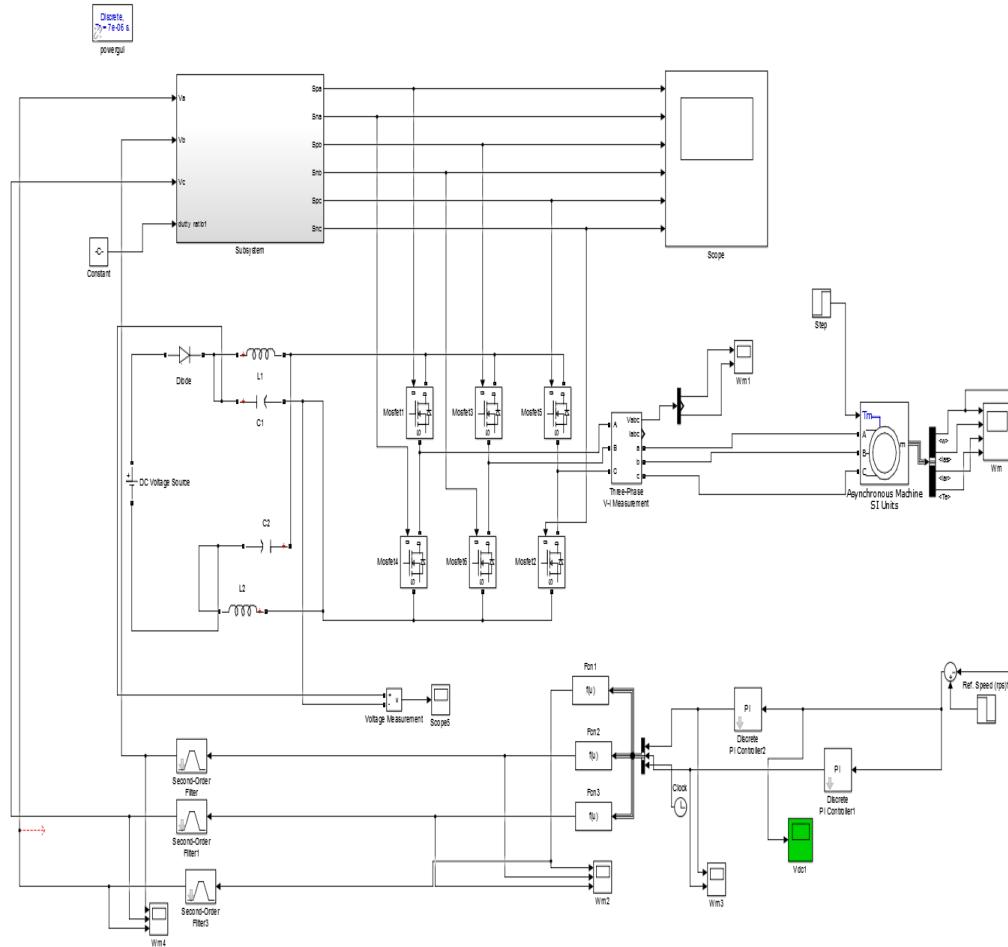 Discrete,
= 7e-06 s.
powergui
Va
Vb
Vc
dutty ratio1
Spa
Sna
Spb
Snb
Spc
Snc
Subsystem
Scope
-C-
Constant
Step
Diode
L1
C1
DC Voltage Source
C2
L2
Mosfet1
Mosfet3
Mosfet5
Mosfet4
Mosfet6
Mosfet2
A
B
C
Vabc
Iabc
a
b
c
Three-Phase
V-I Measurement
Wm1
Tm
A
B
C
m
Asynchronous Machine
SI Units
<Te>
Wm
Voltage Measurement
Scope5
Fcn1
f(u)
Fcn2
f(u)
Fcn3
f(u)
Clock
PI
Discrete
PI Controller2
PI
Discrete
PI Controller1
Ref. Speed (rps)
Vdc1
Second-Order
Filter
Second-Order
Filter1
Second-Order
Filter3
Wm2
Wm3
Wm4